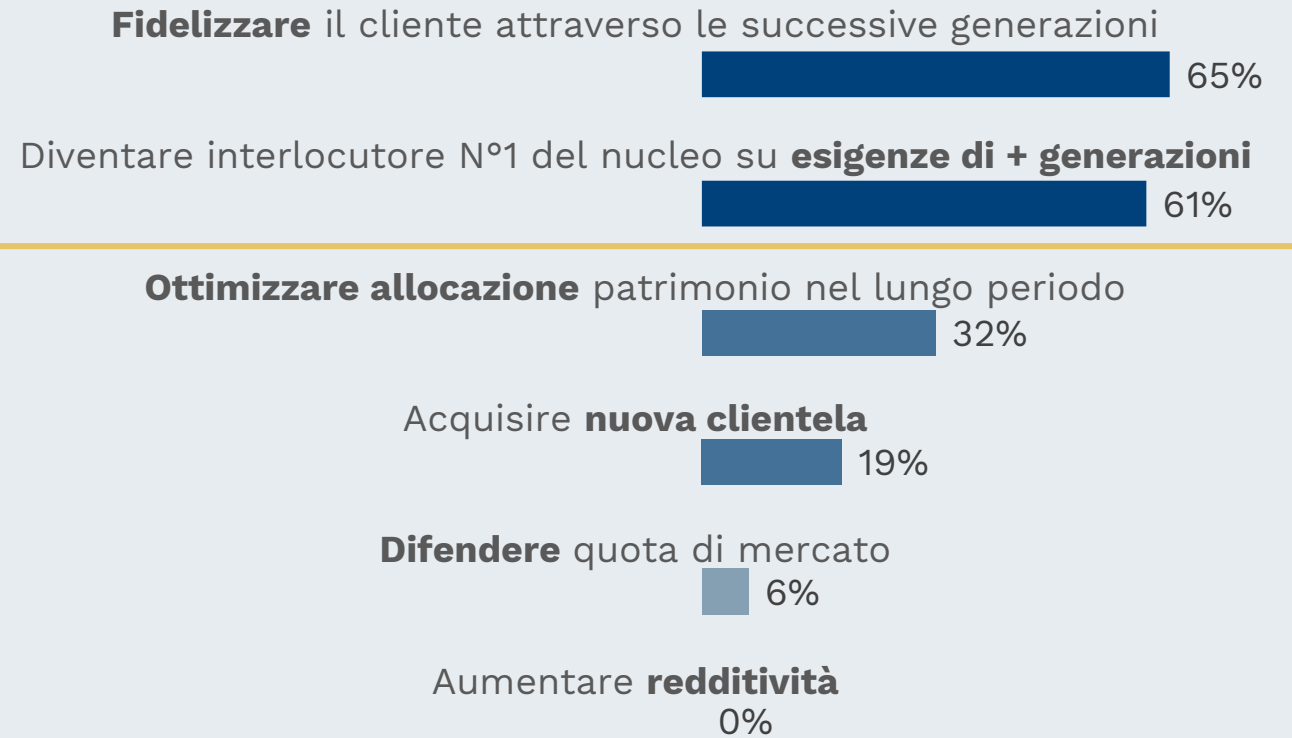 Fidelizzare il cliente attraverso le successive generazioni
65%
Diventare interlocutore N°1 del nucleo su esigenze di + generazioni
61%
Ottimizzare allocazione patrimonio nel lungo periodo
32%
Acquisire nuova clientela
19%
Difendere quota di mercato
6%
Aumentare redditività
0%